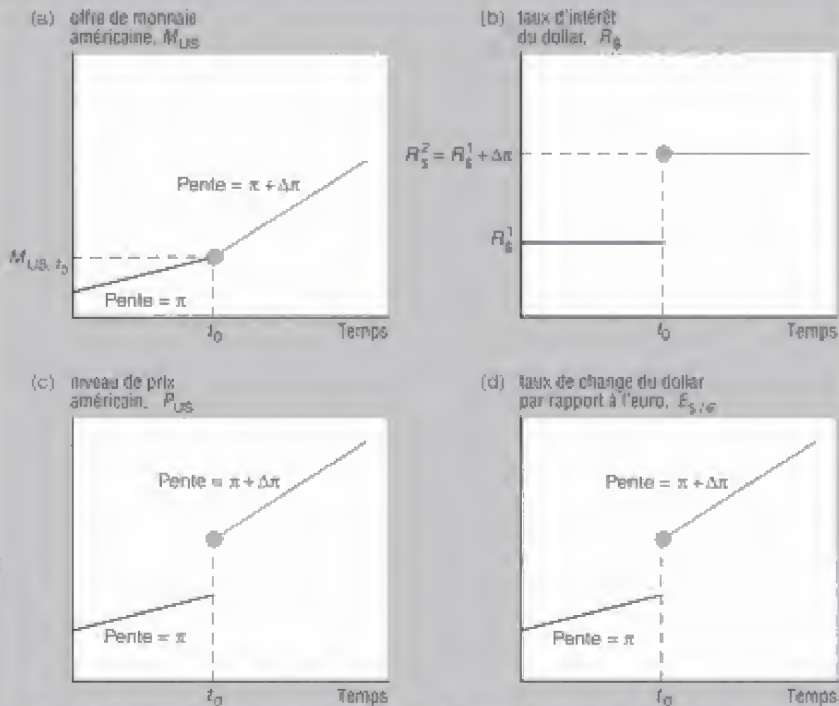 (a) offre de monnaie
américaine, M_US
Pente = π + Δπ
M_US, t₀
Pente = π
t₀
Temps
(b) taux d'intérêt
du dollar, R_$
R²_$ = R¹_$ + Δπ
R¹_$
t₀
Temps
(c) niveau de prix
américain, P_US
Pente = π + Δπ
Pente = π
t₀
Temps
(d) taux de change du dollar
par rapport à l'euro, E_$/€
Pente = π + Δπ
Pente = π
t₀
Temps